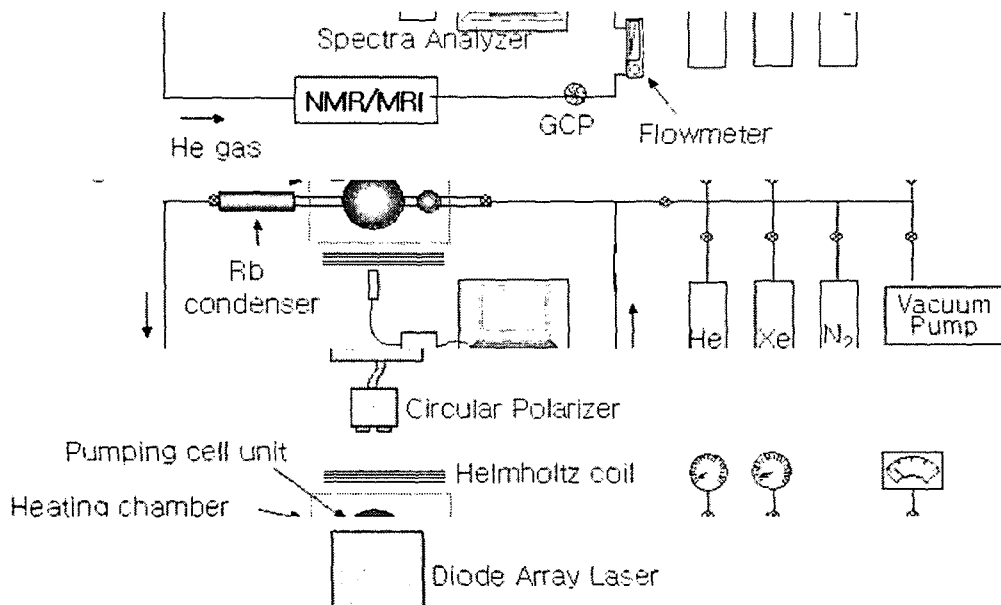 Spectra Analyzer
NMR/MRI
GCP
Flowmeter
He gas
Rb
condenser
He
Xe
N2
Vacuum
Pump
Circular Polarizer
Pumping cell unit
Helmholtz coil
Heating chamber
Diode Array Laser